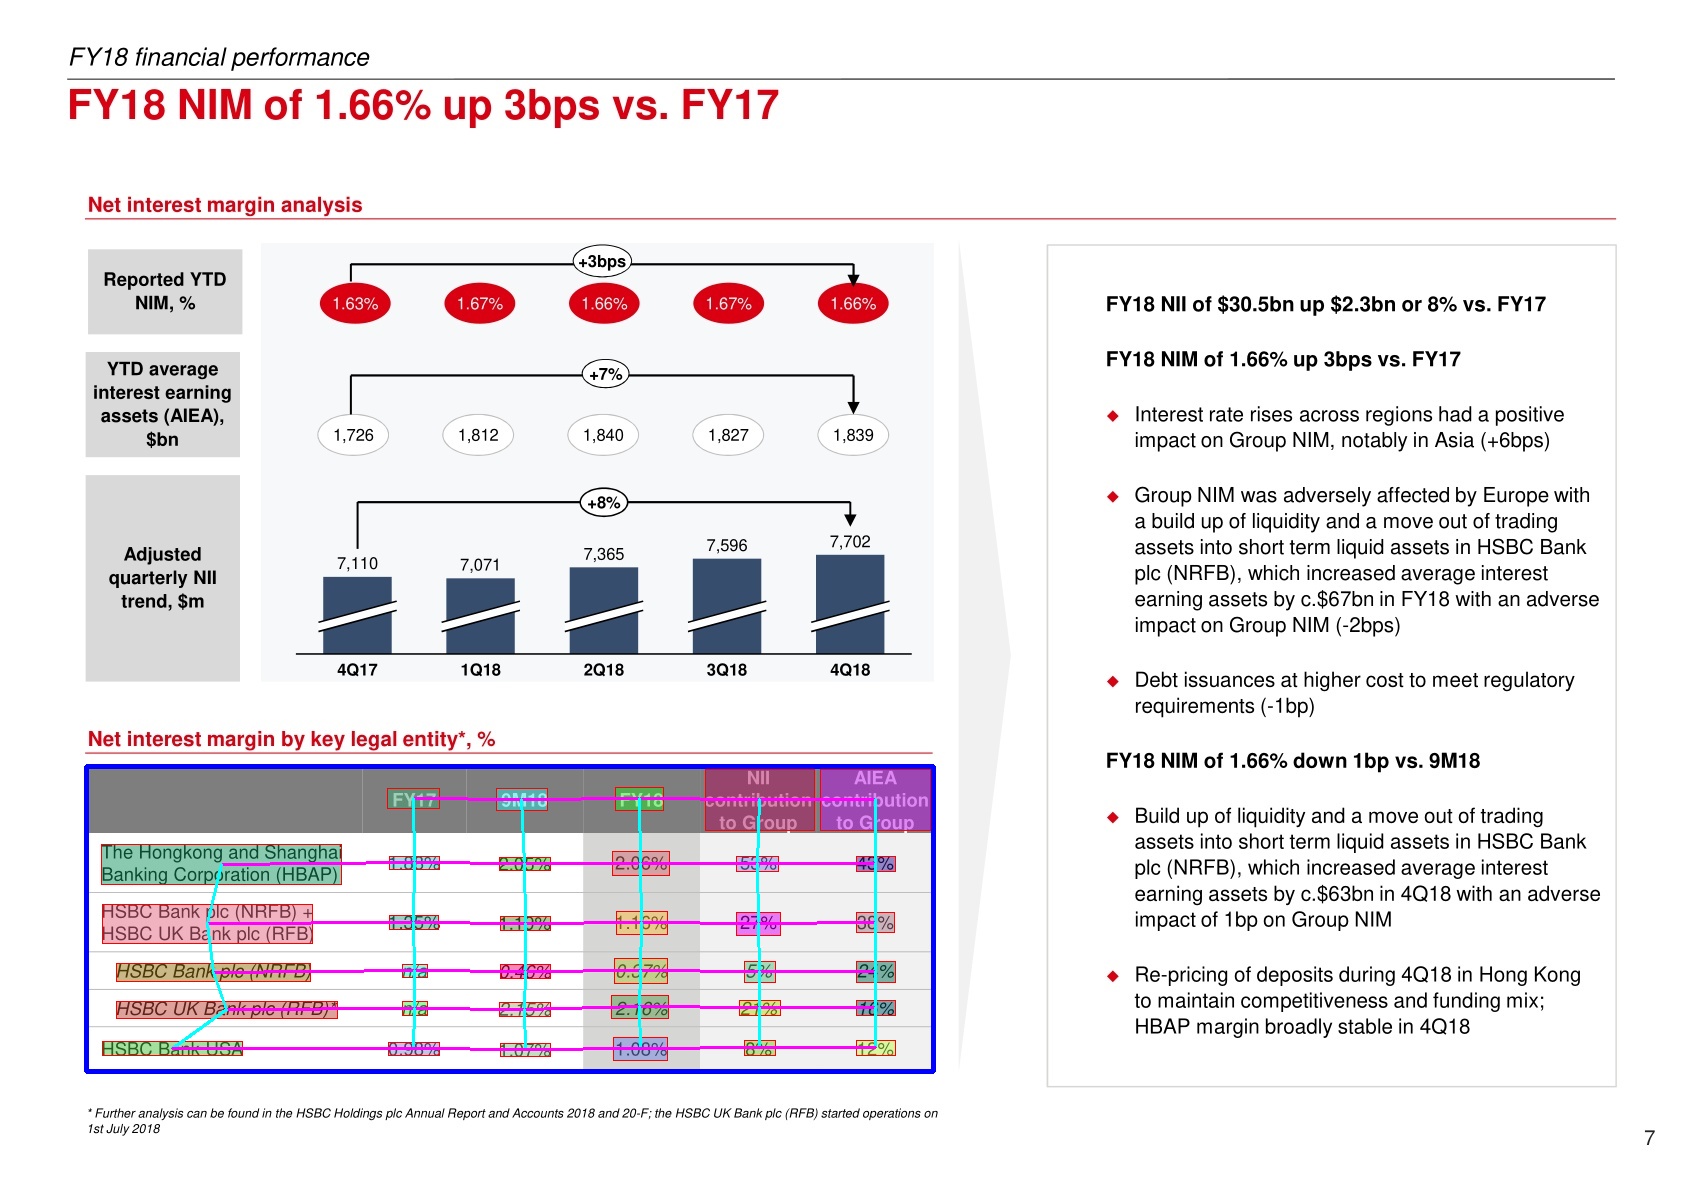 FY18 financial performance
FY18 NIM of 1.66% up 3bps vs. FY17
Net interest margin analysis
Reported YTD
NIM, %
+3bps
1.63% 1.67% 1.66% 1.67% 1.66%
YTD average
interest earning
assets (AIEA),
$bn
+7%
1,726 1,812 1,840 1,827 1,839
Adjusted
quarterly NII
trend, $m
+8%
7,110 7,071 7,365 7,596 7,702
4Q17 1Q18 2Q18 3Q18 4Q18
Net interest margin by key legal entity*, %
FY17 9M18 FY18
NII
contribution
to Group
AIEA
contribution
to Group
The Hongkong and Shanghai
Banking Corporation (HBAP)
1.88% 2.05% 2.06% 53% 43%
HSBC Bank plc (NRFB) +
HSBC UK Bank plc (RFB)
1.35% 1.16% 27% 38%
HSBC Bank plc (NRFB) n/a 0.46% 0.37% 5%
HSBC UK Bank plc (RFB)* n/a 2.15% 2.16%
HSBC Bank USA 0.98% 1.07% 1.08% 8% 12%
* Further analysis can be found in the HSBC Holdings plc Annual Report and Accounts 2018 and 20-F; the HSBC UK Bank plc (RFB) started operations on
1st July 2018
FY18 NII of $30.5bn up $2.3bn or 8% vs. FY17
FY18 NIM of 1.66% up 3bps vs. FY17
◆ Interest rate rises across regions had a positive
impact on Group NIM, notably in Asia (+6bps)
◆ Group NIM was adversely affected by Europe with
a build up of liquidity and a move out of trading
assets into short term liquid assets in HSBC Bank
plc (NRFB), which increased average interest
earning assets by c.$67bn in FY18 with an adverse
impact on Group NIM (-2bps)
◆ Debt issuances at higher cost to meet regulatory
requirements (-1bp)
FY18 NIM of 1.66% down 1bp vs. 9M18
◆ Build up of liquidity and a move out of trading
assets into short term liquid assets in HSBC Bank
plc (NRFB), which increased average interest
earning assets by c.$63bn in 4Q18 with an adverse
impact of 1bp on Group NIM
◆ Re-pricing of deposits during 4Q18 in Hong Kong
to maintain competitiveness and funding mix;
HBAP margin broadly stable in 4Q18
7